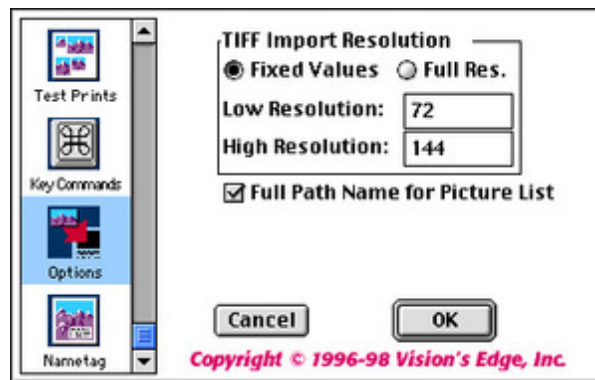 Test Prints
Key Commands
Options
Nametag
TIFF Import Resolution
Fixed Values Full Res.
Low Resolution: 72
High Resolution: 144
Full Path Name for Picture List
Cancel OK
Copyright © 1996-98 Vision's Edge, Inc.